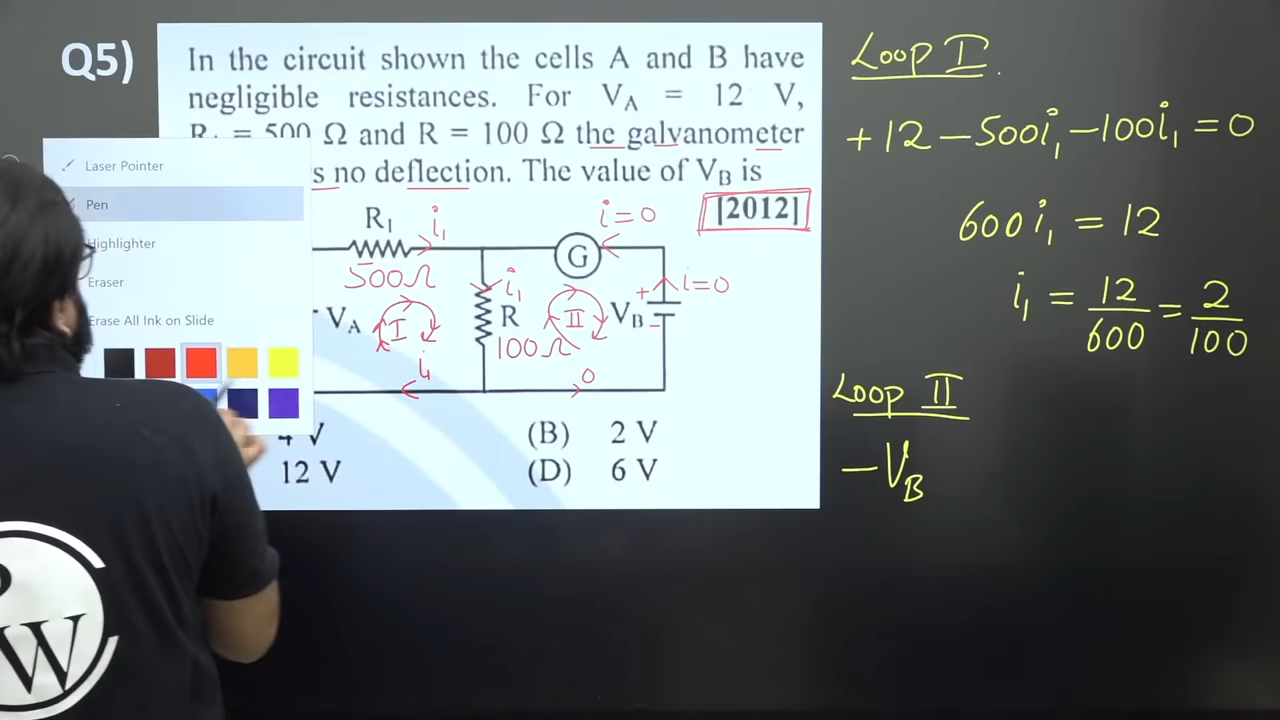 Q5)
In the circuit shown the cells A and B have
negligible resistances. For V_A = 12 V,
= 500 Ω and R = 100 Ω the galvanometer
s no deflection. The value of V_B is
[2012]
Laser Pointer
Pen
Highlighter
Eraser
Erase All Ink on Slide
R₁
i₁
i=0
500Ω
G
i₁
+
i=0
V_A
I
R
II
V_B
100Ω
−
0
4 V
(B) 2 V
12 V
(D) 6 V
W
Loop I
+12 − 500i₁ − 100i₁ = 0
600i₁ = 12
i₁ = 12/600 = 2/100
Loop II
−V_B